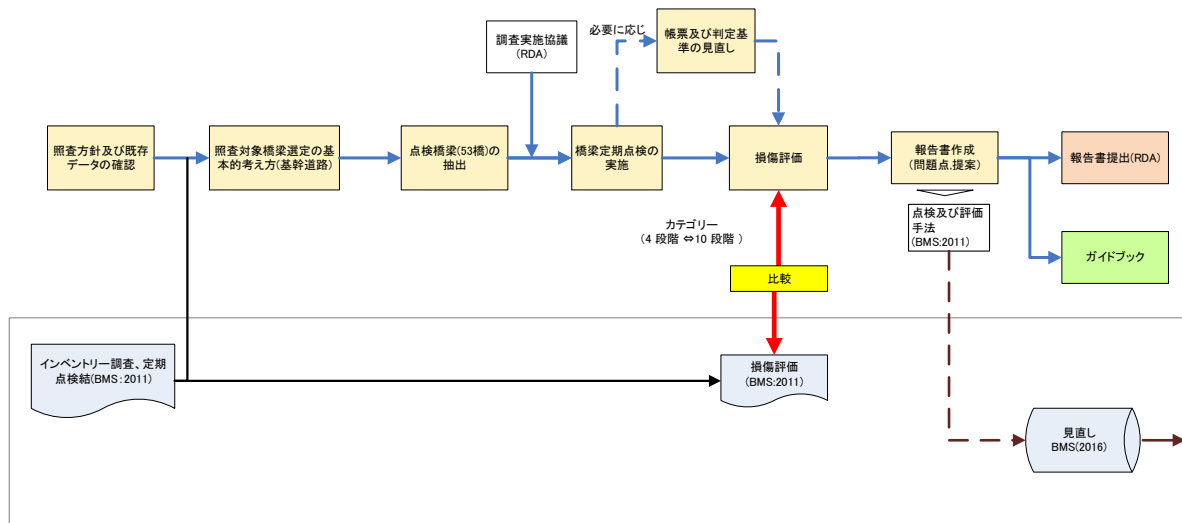 必要に応じ
帳票及び判定基
準の見直し
調査実施協議
(RDA)
照査方針及び既存
データの確認
照査対象橋梁選定の基
本的考え方(基幹道路)
点検橋梁(53橋)の
抽出
橋梁定期点検の
実施
損傷評価
報告書作成
(問題点,提案)
報告書提出(RDA)
点検及び評価
手法
(BMS:2011)
カテゴリー
(4 段階 ⇔10 段階 )
ガイドブック
比較
インベントリー調査、定期
点検結(BMS:2011)
損傷評価
(BMS:2011)
見直し
BMS(2016)